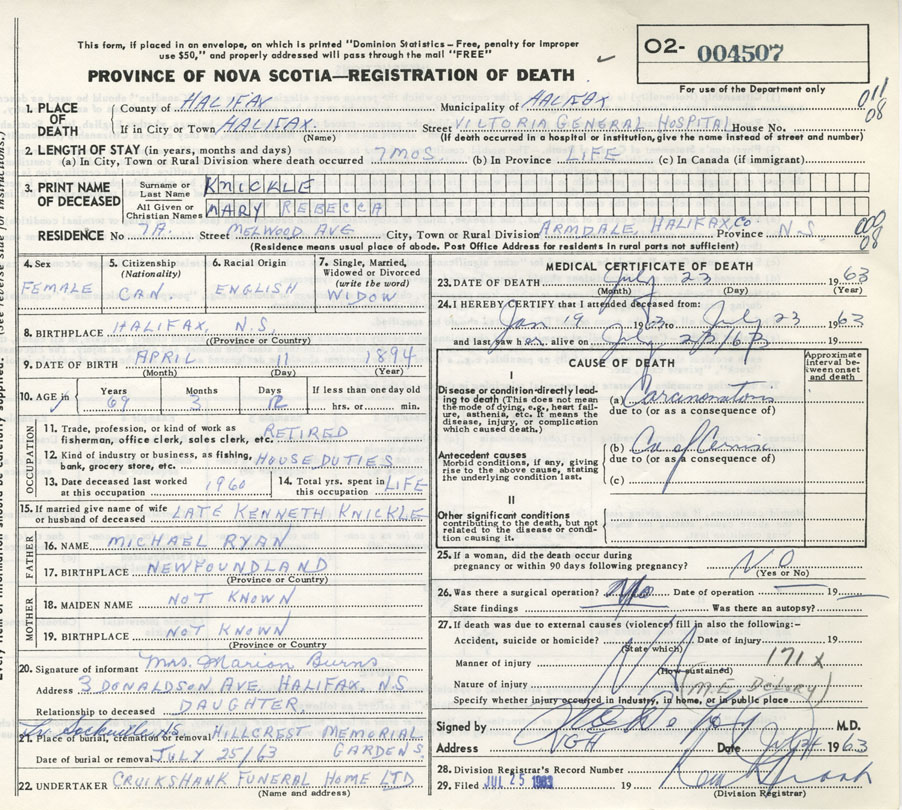 This form, if placed in an envelope, on which is printed "Dominion Statistics - Free, penalty for improper
use $50," and properly addressed will pass through the mail "FREE"
O2- 004507
PROVINCE OF NOVA SCOTIA—REGISTRATION OF DEATH
For use of the Department only
011
08
1. PLACE OF DEATH County of HALIFAX Municipality of HALIFAX
If in City or Town HALIFAX. Street VICTORIA GENERAL HOSPITAL House No.
(Name) (If death occurred in a hospital or institution, give the name instead of street and number)
2. LENGTH OF STAY (in years, months and days)
(a) In City, Town or Rural Division where death occurred 7MOS. (b) In Province LIFE (c) In Canada (if immigrant)
3. PRINT NAME OF DECEASED Surname or Last Name KNICKLE
All Given or Christian Names MARY REBECCA
RESIDENCE No 7A. Street MELWOOD AVE City, Town or Rural Division ARMDALE, HALIFAX CO Province N.S.
(Residence means usual place of abode. Post Office Address for residents in rural parts not sufficient)
08
4. Sex FEMALE
5. Citizenship (Nationality) CAN.
6. Racial Origin ENGLISH
7. Single, Married, Widowed or Divorced (write the word) WIDOW
8. BIRTHPLACE HALIFAX, N.S.
(Province or Country)
9. DATE OF BIRTH APRIL 11 1894
(Month) (Day) (Year)
10. AGE in Years 69 Months 3 Days 12 If less than one day old
hrs. or min.
OCCUPATION
11. Trade, profession, or kind of work as fisherman, office clerk, sales clerk, etc. RETIRED
12. Kind of industry or business, as fishing, bank, grocery store, etc. HOUSE DUTIES
13. Date deceased last worked at this occupation 1960
14. Total yrs. spent in this occupation LIFE
15. If married give name of wife or husband of deceased LATE KENNETH KNICKLE
FATHER
16. NAME MICHAEL RYAN
17. BIRTHPLACE NEWFOUNDLAND
(Province or Country)
MOTHER
18. MAIDEN NAME NOT KNOWN
19. BIRTHPLACE NOT KNOWN
(Province or Country)
20. Signature of informant Mrs. Marion Burns
Address 3 DONALDSON AVE, HALIFAX, N.S.
Relationship to deceased DAUGHTER
Sackville NS
21. Place of burial, cremation or removal HILLCREST MEMORIAL GARDENS
Date of burial or removal JULY 25/63
22. UNDERTAKER CRUIKSHANK FUNERAL HOME LTD
(Name and address)
MEDICAL CERTIFICATE OF DEATH
23. DATE OF DEATH July 23 1963
(Month) (Day) (Year)
24. I HEREBY CERTIFY that I attended deceased from:
Jan 19 1963 to July 23 1963
and last saw her alive on July 23/63
CAUSE OF DEATH
Approximate interval between onset and death
I
Disease or condition directly leading to death (This does not mean the mode of dying, e.g., heart failure, asthenia, etc. It means the disease, injury, or complication which caused death.)
(a) Carcinomatosis
due to (or as a consequence of)
Antecedent causes
Morbid conditions, if any, giving rise to the above cause, stating the underlying condition last.
(b) Ca of Cervix
due to (or as a consequence of)
(c)
II
Other significant conditions
contributing to the death, but not related to the disease or condition causing it.
25. If a woman, did the death occur during pregnancy or within 90 days following pregnancy? NO
(Yes or No)
26. Was there a surgical operation? No Date of operation 19
State findings Was there an autopsy?
27. If death was due to external causes (violence) fill in also the following:-
Accident, suicide or homicide? Date of injury 19
(State which)
Manner of injury
(How sustained)
NA
171X
Nature of injury
Specify whether injury occurred in industry, in home, or in public place
Signed by M.D.
Address VGH Date 1963
28. Division Registrar's Record Number
29. Filed JUL 25 1963 19
(Division Registrar)